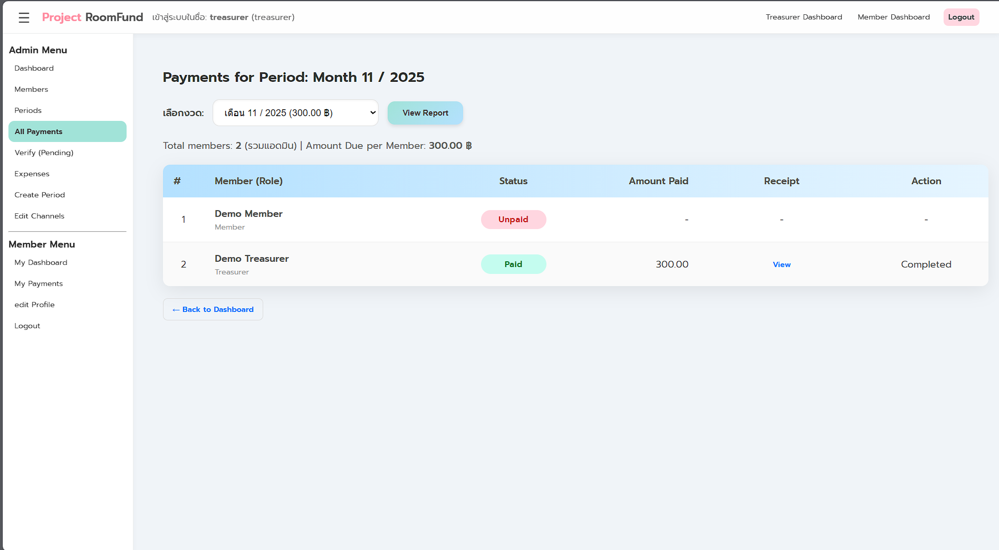 Project RoomFund เข้าสู่ระบบในชื่อ: treasurer (treasurer) Treasurer Dashboard Member Dashboard Logout
Admin Menu
Dashboard
Members
Periods
All Payments
Verify (Pending)
Expenses
Create Period
Edit Channels
Member Menu
My Dashboard
My Payments
edit Profile
Logout
Payments for Period: Month 11 / 2025
เลือกงวด: เดือน 11 / 2025 (300.00 ฿) View Report
Total members: 2 (รวมแอดมิน) | Amount Due per Member: 300.00 ฿
# Member (Role) Status Amount Paid Receipt Action
1 Demo Member Unpaid - - -
Member
2 Demo Treasurer Paid 300.00 View Completed
Treasurer
← Back to Dashboard